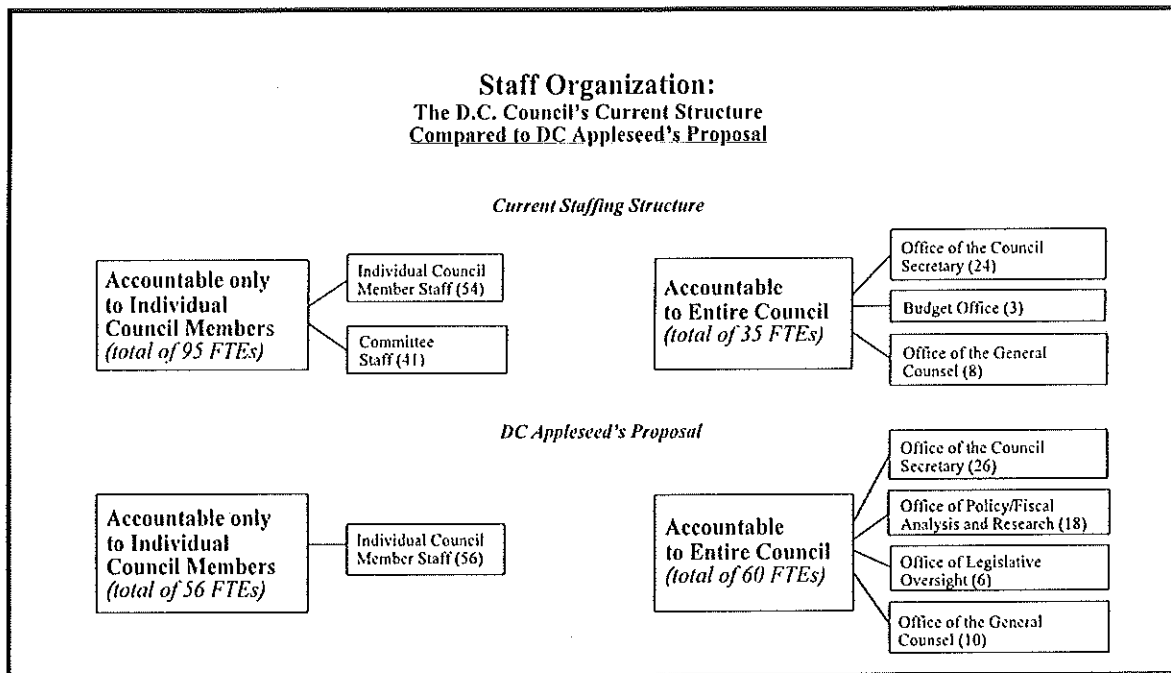 Staff Organization:
The D.C. Council's Current Structure
Compared to DC Appleseed's Proposal
Current Staffing Structure
Accountable only
to Individual
Council Members
(total of 95 FTEs)
Individual Council
Member Staff (54)
Committee
Staff (41)
Accountable
to Entire Council
(total of 35 FTEs)
Office of the Council
Secretary (24)
Budget Office (3)
Office of the General
Counsel (8)
DC Appleseed's Proposal
Accountable only
to Individual
Council Members
(total of 56 FTEs)
Individual Council
Member Staff (56)
Accountable
to Entire Council
(total of 60 FTEs)
Office of the Council
Secretary (26)
Office of Policy/Fiscal
Analysis and Research (18)
Office of Legislative
Oversight (6)
Office of the General
Counsel (10)